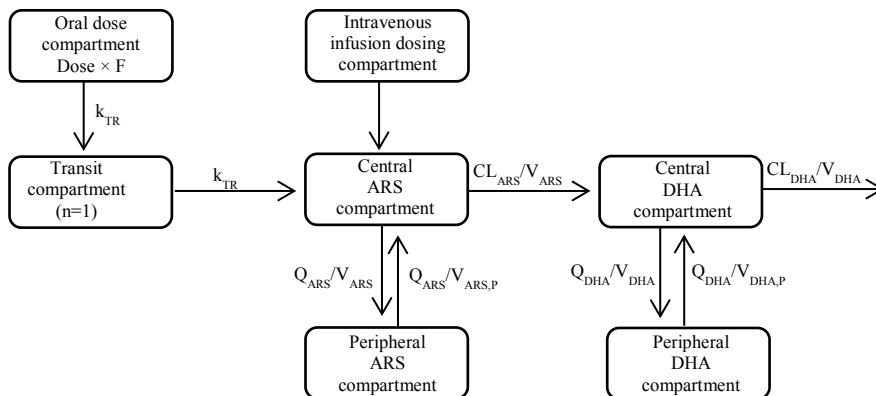 Oral dose
compartment
Dose × F
Intravenous
infusion dosing
compartment
k_TR
Transit
compartment
(n=1)
k_TR
Central
ARS
compartment
CL_ARS/V_ARS
Central
DHA
compartment
CL_DHA/V_DHA
Q_ARS/V_ARS
Q_ARS/V_ARS,P
Q_DHA/V_DHA
Q_DHA/V_DHA,P
Peripheral
ARS
compartment
Peripheral
DHA
compartment